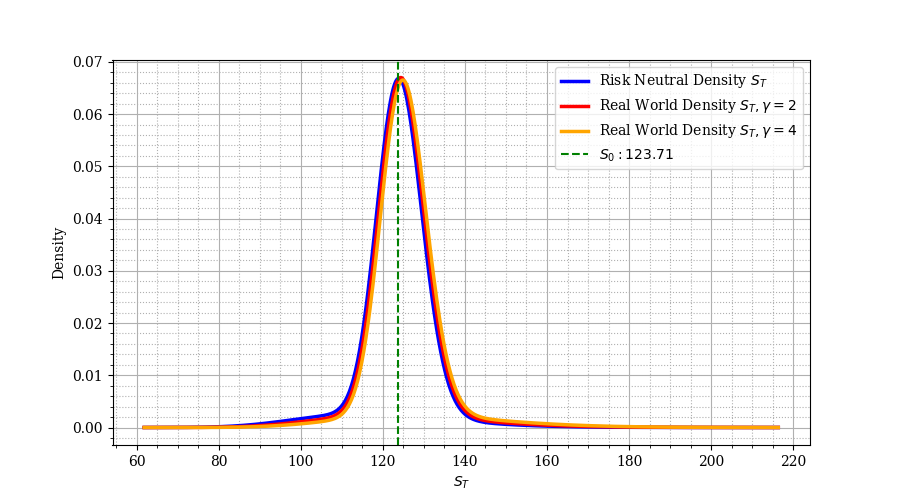 0.07
0.06
0.05
0.04
0.03
0.02
0.01
0.00
Density
60 80 100 120 140 160 180 200 220
S_T
Risk Neutral Density S_T
Real World Density S_T, γ = 2
Real World Density S_T, γ = 4
S_0 : 123.71